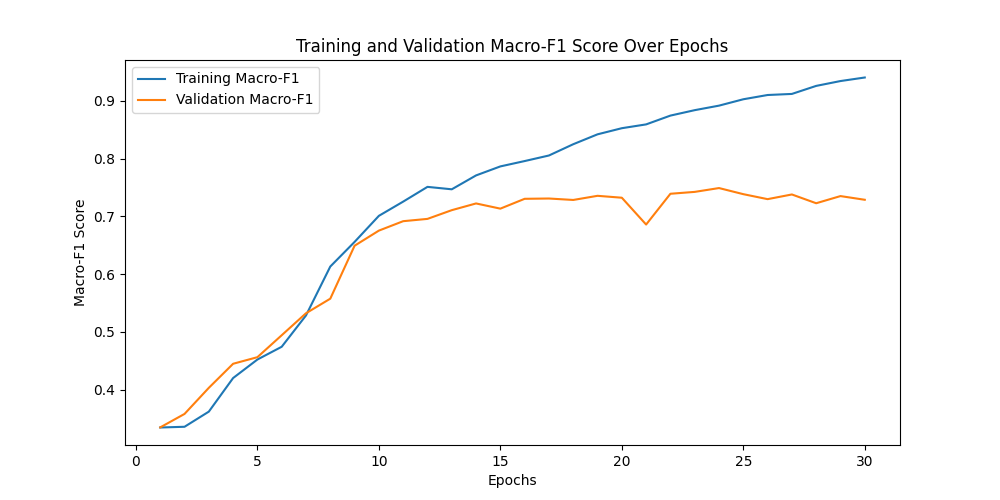 Training and Validation Macro-F1 Score Over Epochs
Training Macro-F1
Validation Macro-F1
0.9
0.8
0.7
0.6
0.5
0.4
Macro-F1 Score
0
5
10
15
20
25
30
Epochs